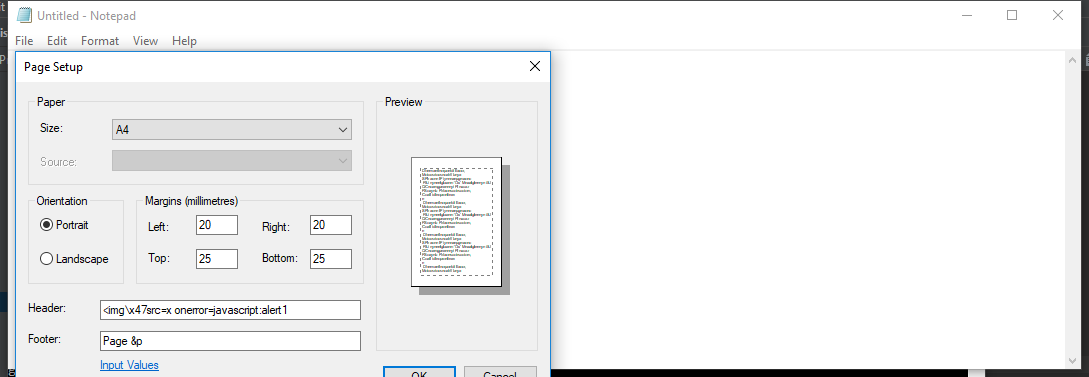 Untitled - Notepad
File Edit Format View Help
Page Setup
Paper
Size: A4
Source:
Preview
Orientation
Portrait
Landscape
Margins (millimetres)
Left: 20 Right: 20
Top: 25 Bottom: 25
Header: <img\x47src=x onerror=javascript:alert1
Footer: Page &p
Input Values
OK Cancel